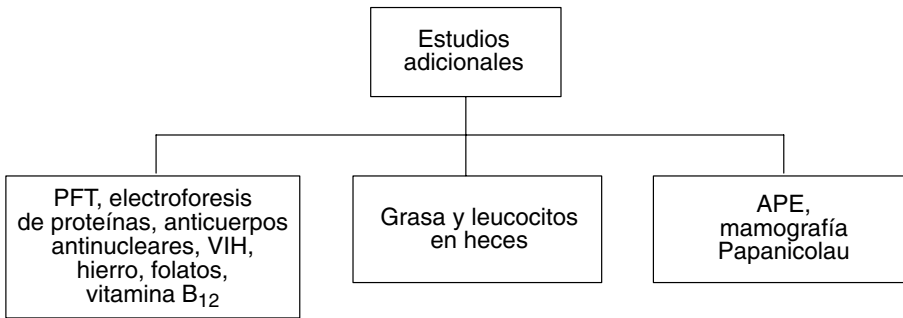 Estudios
adicionales
PFT, electroforesis
de proteínas, anticuerpos
antinucleares, VIH,
hierro, folatos,
vitamina B12
Grasa y leucocitos
en heces
APE,
mamografía
Papanicolau